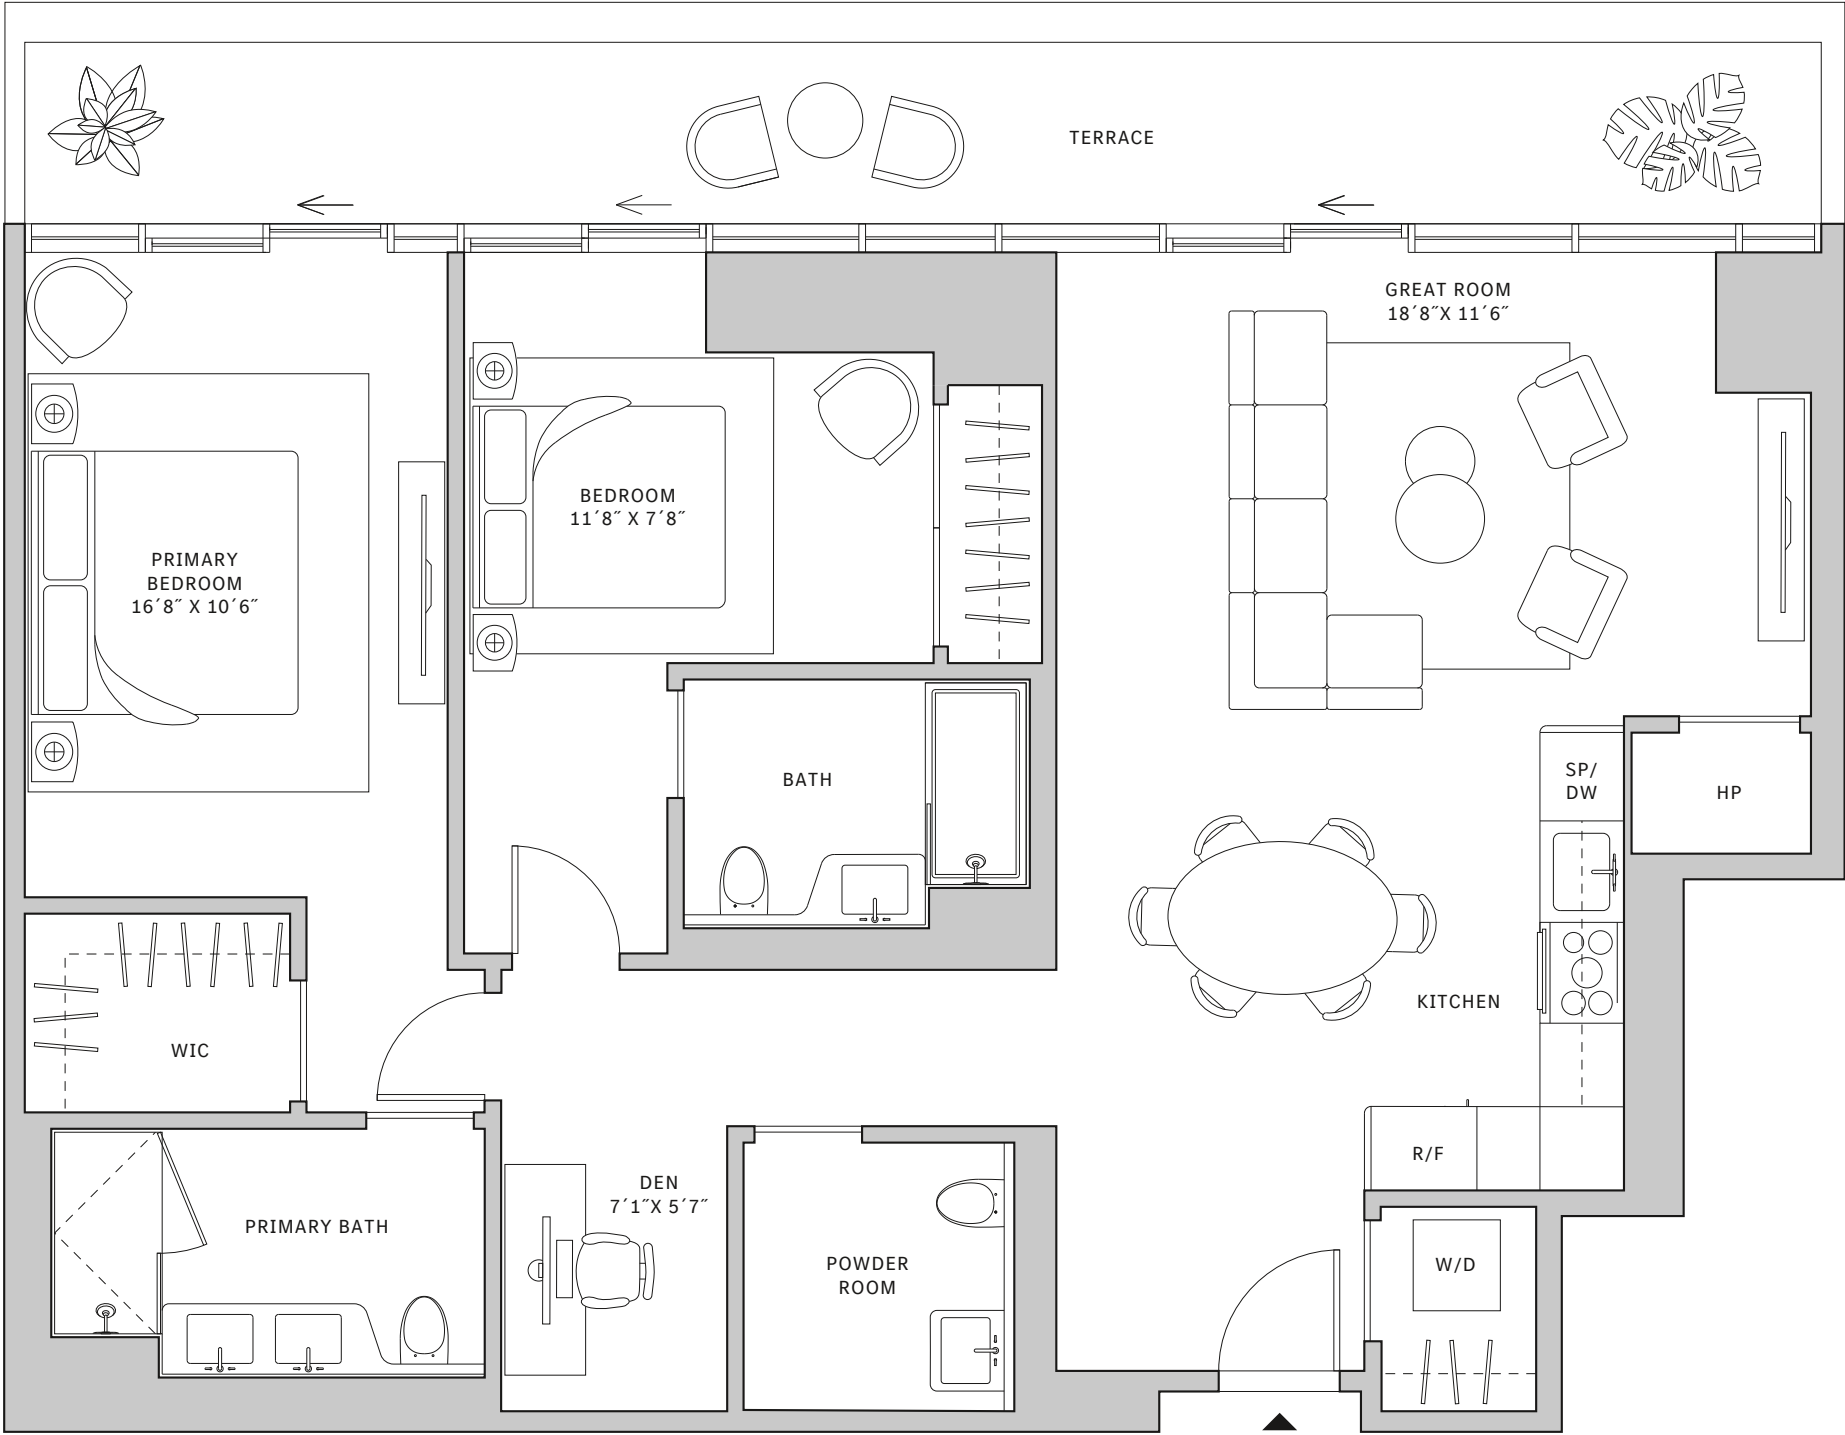 TERRACE
GREAT ROOM
18´8˝X 11´6˝
BEDROOM
11´8˝ X 7´8˝
PRIMARY
BEDROOM
16´8˝ X 10´6˝
BATH
SP/
DW
HP
KITCHEN
WIC
R/F
DEN
7´1˝X 5´7˝
PRIMARY BATH
POWDER
ROOM
W/D